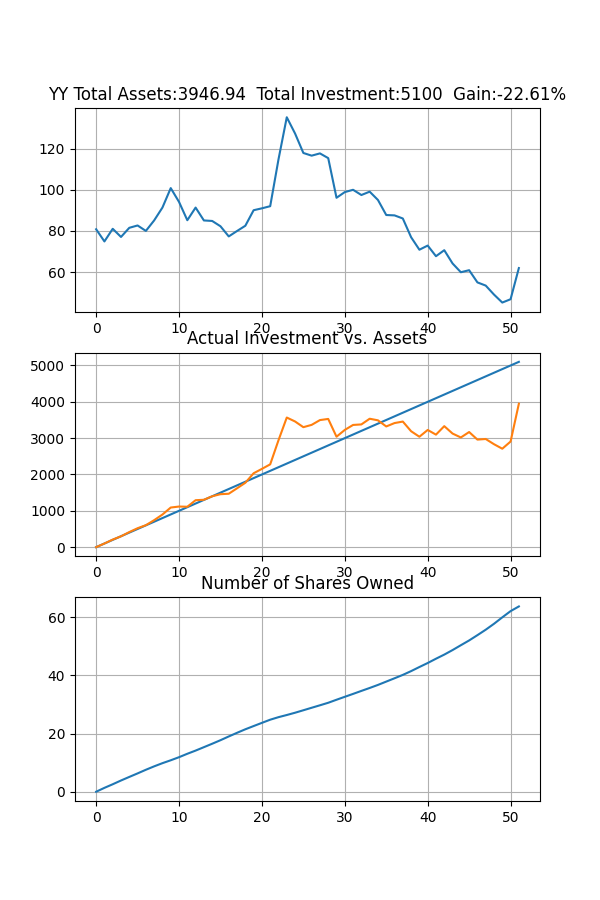 YY Total Assets:3946.94  Total Investment:5100  Gain:-22.61%
120
100
80
60
0 10 20 30 40 50
Actual Investment vs. Assets
5000
4000
3000
2000
1000
0
0 10 20 30 40 50
Number of Shares Owned
60
40
20
0
0 10 20 30 40 50